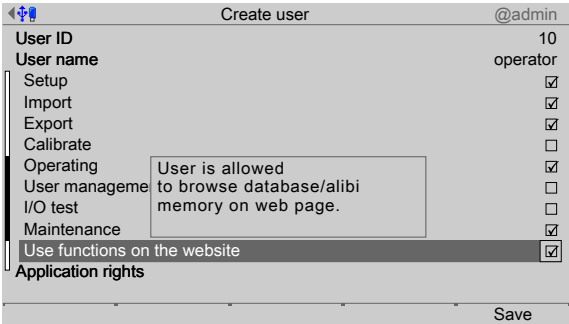 Create user @admin
User ID 10
User name operator
Setup ☑
Import ☑
Export ☑
Calibrate ☐
Operating ☑
User manageme ☐
I/O test ☐
Maintenance ☑
Use functions on the website ☑
Application rights
User is allowed
to browse database/alibi
memory on web page.
Save